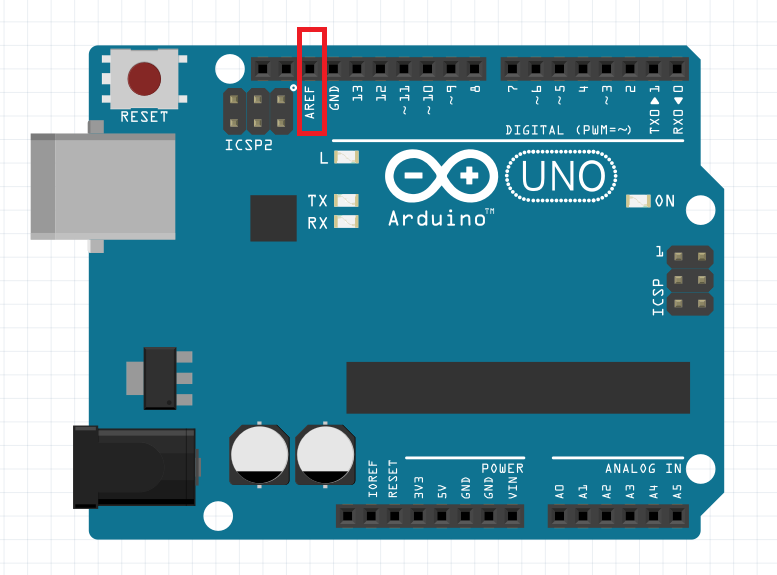 RESET
ICSP2
AREF
GND
13
12
~11
~10
~9
8
7
~6
~5
4
~3
2
TX0▶1
RX0◀0
DIGITAL (PWM=~)
L
TX
RX
Arduino™
UNO
ON
1
ICSP
IOREF
RESET
3V3
5V
GND
GND
VIN
POWER
ANALOG IN
A0
A1
A2
A3
A4
A5